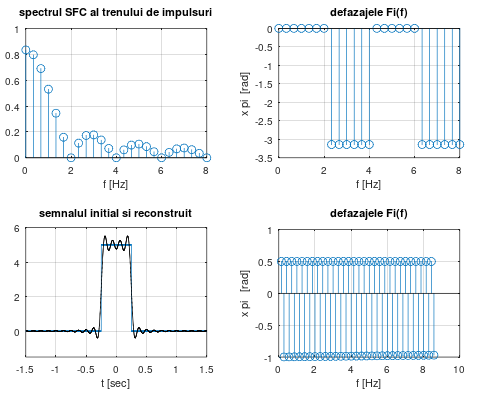 spectrul SFC al trenului de impulsuri
1
0.8
0.6
0.4
0.2
0
0 2 4 6 8
f [Hz]
defazajele Fi(f)
x pi [rad]
0
-0.5
-1
-1.5
-2
-2.5
-3
-3.5
0 2 4 6 8
f [Hz]
semnalul initial si reconstruit
6
4
2
0
-1.5 -1 -0.5 0 0.5 1 1.5
t [sec]
defazajele Fi(f)
x pi [rad]
1
0.5
0
-0.5
-1
0 2 4 6 8 10
f [Hz]